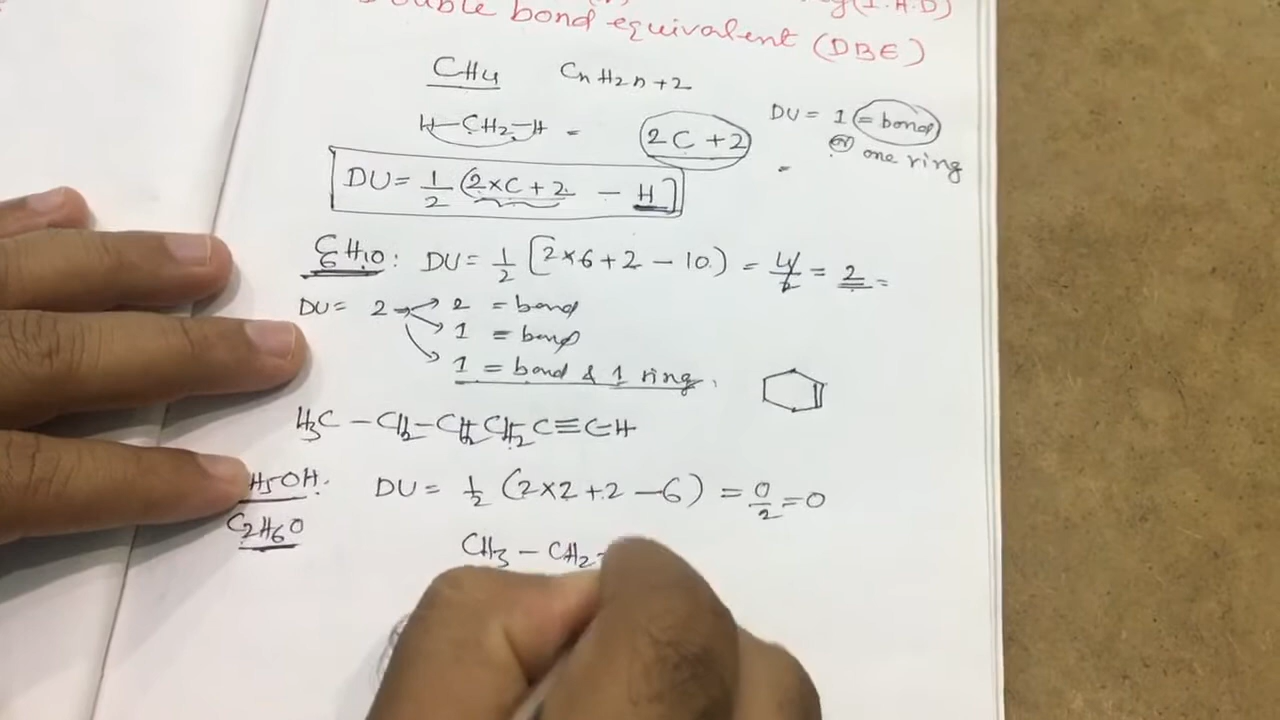 g(I.H.D)
Double bond equivalent (DBE)
CH4 CnH2n+2
DU = 1 = bond
or one ring
H-CH2-H = 2C+2 =
DU = 1/2 (2×C+2 - H]
C6H10: DU = 1/2 [2×6+2-10.) = 4/2 = 2 =
DU = 2 → 2 = bond
1 = bond
1 = bond & 1 ring.
H3C-CH2-CH2CH2C≡CH
H5OH. DU = 1/2 (2×2+2-6) = 0/2 = 0
C2H6O
CH3-CH2-